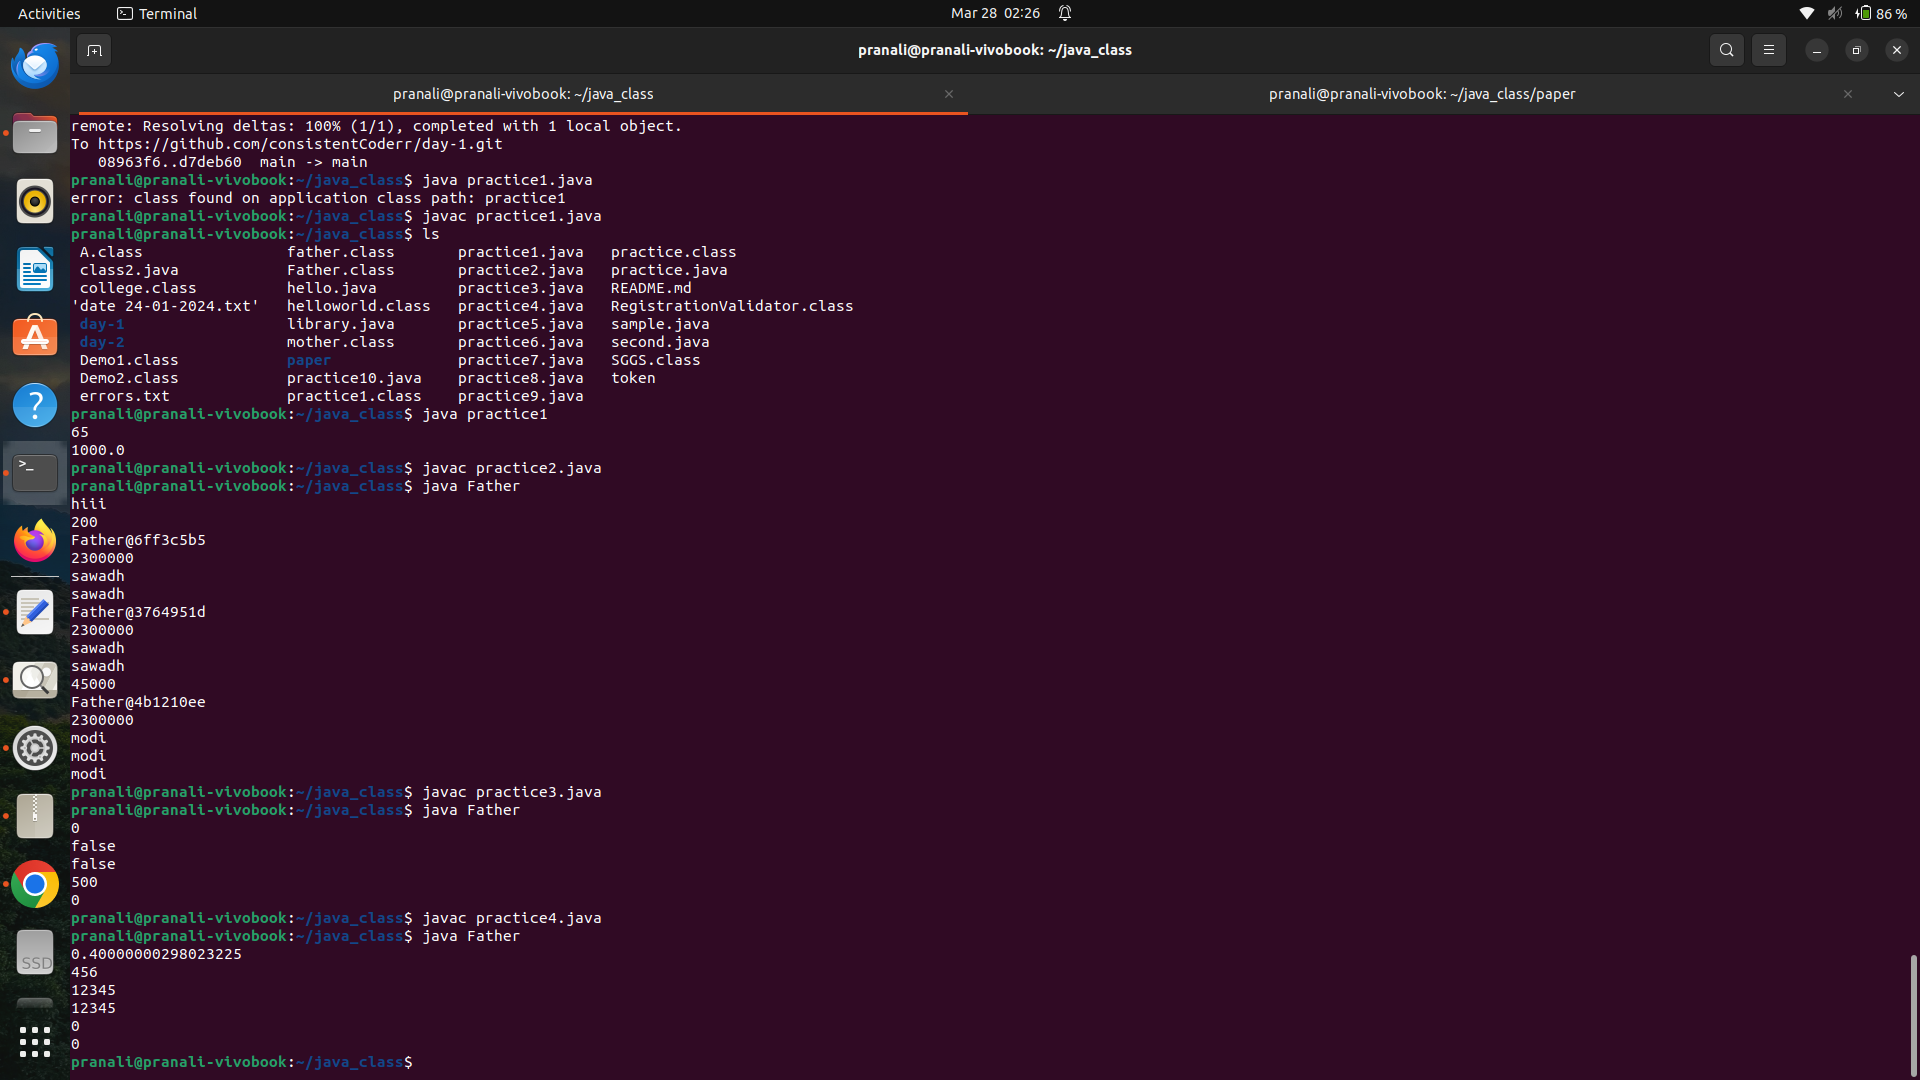 Activities Terminal Mar 28 02:26 86 %
pranali@pranali-vivobook: ~/java_class
pranali@pranali-vivobook: ~/java_class pranali@pranali-vivobook: ~/java_class/paper
remote: Resolving deltas: 100% (1/1), completed with 1 local object.
To https://github.com/consistentCoderr/day-1.git
   08963f6..d7deb60  main -> main
pranali@pranali-vivobook:~/java_class$ java practice1.java
error: class found on application class path: practice1
pranali@pranali-vivobook:~/java_class$ javac practice1.java
pranali@pranali-vivobook:~/java_class$ ls
 A.class                father.class       practice1.java   practice.class
 class2.java            Father.class       practice2.java   practice.java
 college.class          hello.java         practice3.java   README.md
'date 24-01-2024.txt'   helloworld.class   practice4.java   RegistrationValidator.class
 day-1                  library.java       practice5.java   sample.java
 day-2                  mother.class       practice6.java   second.java
 Demo1.class            paper              practice7.java   SGGS.class
 Demo2.class            practice10.java    practice8.java   token
 errors.txt             practice1.class    practice9.java
pranali@pranali-vivobook:~/java_class$ java practice1
65
1000.0
pranali@pranali-vivobook:~/java_class$ javac practice2.java
pranali@pranali-vivobook:~/java_class$ java Father
hiii
200
Father@6ff3c5b5
2300000
sawadh
sawadh
Father@3764951d
2300000
sawadh
sawadh
45000
Father@4b1210ee
2300000
modi
modi
modi
pranali@pranali-vivobook:~/java_class$ javac practice3.java
pranali@pranali-vivobook:~/java_class$ java Father
0
false
false
500
0
pranali@pranali-vivobook:~/java_class$ javac practice4.java
pranali@pranali-vivobook:~/java_class$ java Father
0.40000000298023225
456
12345
12345
0
0
pranali@pranali-vivobook:~/java_class$
SSD